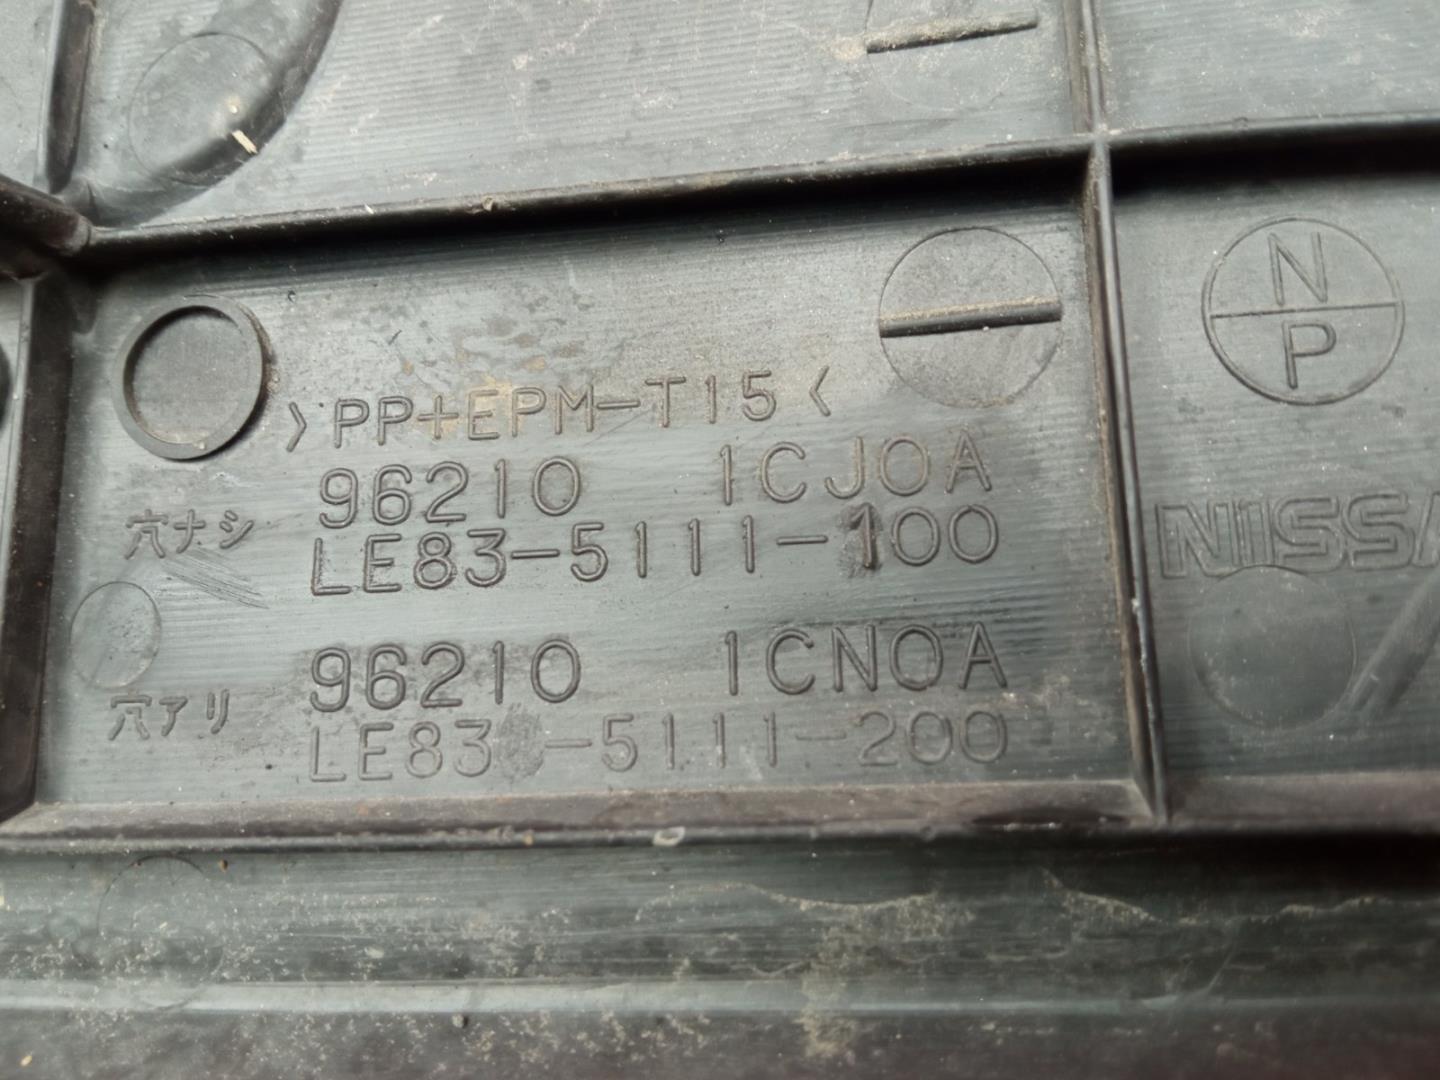 N
P
>PP+EPM-T15<
96210 1CJ0A
穴ナシ LE83-5111-100
NISSA
96210 1CN0A
穴アリ LE83-5111-200